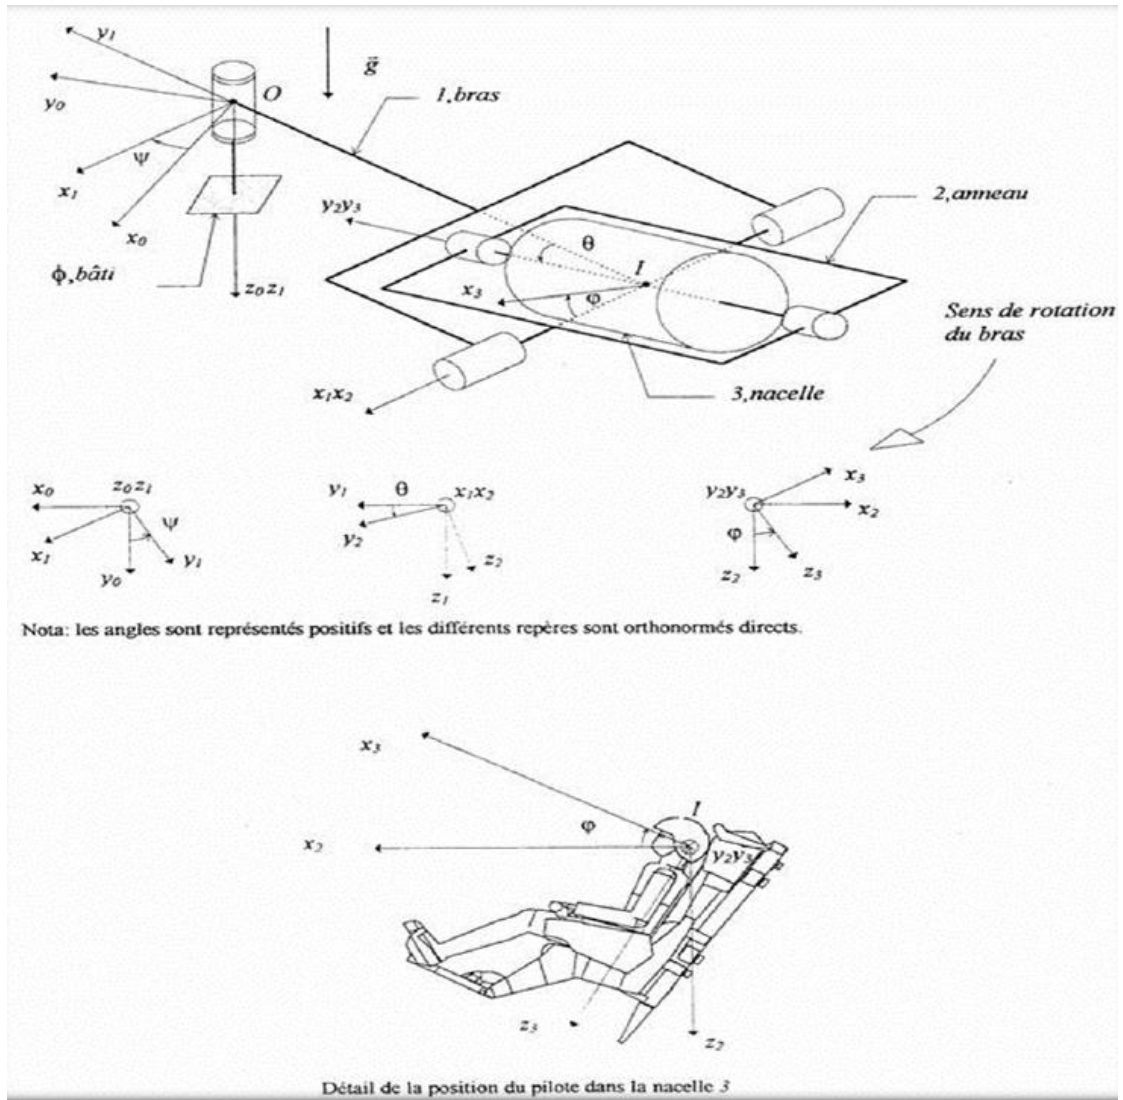 y₁
g⃗
O
1,bras
y₀
ψ
x₁
x₀
y₂y₃
2,anneau
θ
I
ϕ,bâti
z₀z₁
x₃
φ
Sens de rotation
du bras
x₁x₂
3,nacelle
x₀ z₀z₁
ψ
x₁
y₀ y₁
y₁ θ x₁x₂
y₂
z₂
z₁
x₃
y₂y₃
x₂
φ
z₂ z₃
Nota: les angles sont représentés positifs et les différents repères sont orthonormés directs.
x₃
I
φ
x₂
y₂y₃
z₃
z₂
Détail de la position du pilote dans la nacelle 3